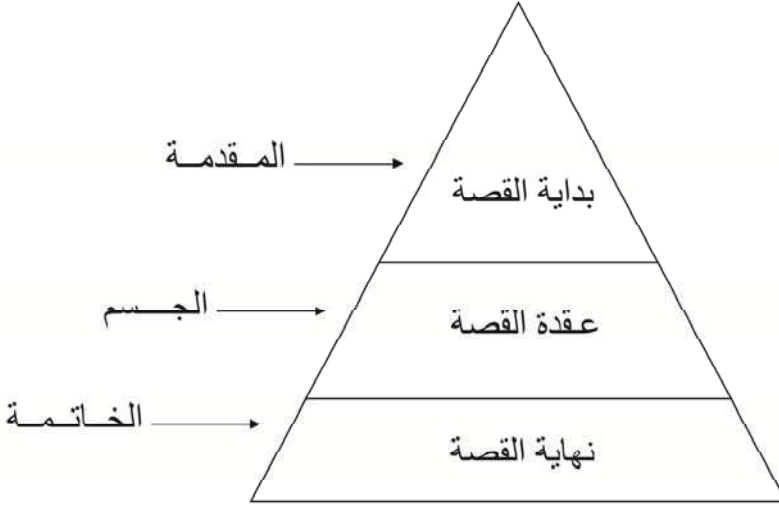 المقدمة
بداية القصة
الجسم
عقدة القصة
الخاتمة
نهاية القصة